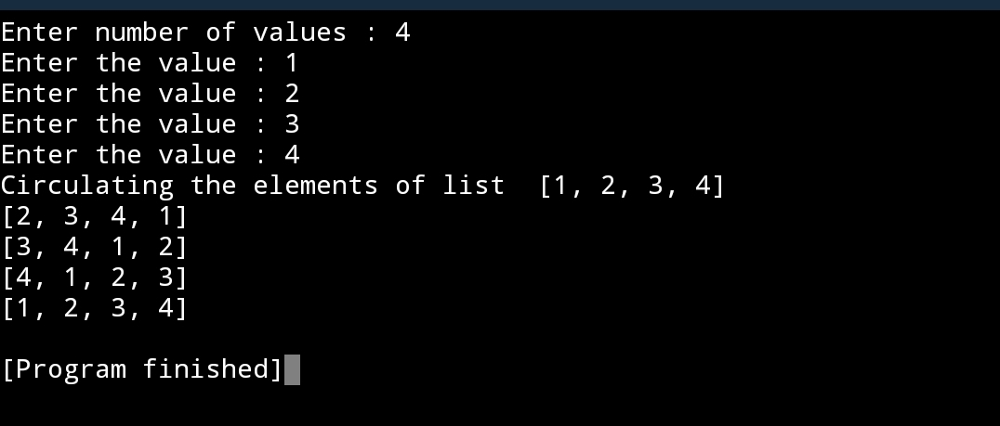 Enter number of values : 4
Enter the value : 1
Enter the value : 2
Enter the value : 3
Enter the value : 4
Circulating the elements of list  [1, 2, 3, 4]
[2, 3, 4, 1]
[3, 4, 1, 2]
[4, 1, 2, 3]
[1, 2, 3, 4]
[Program finished]